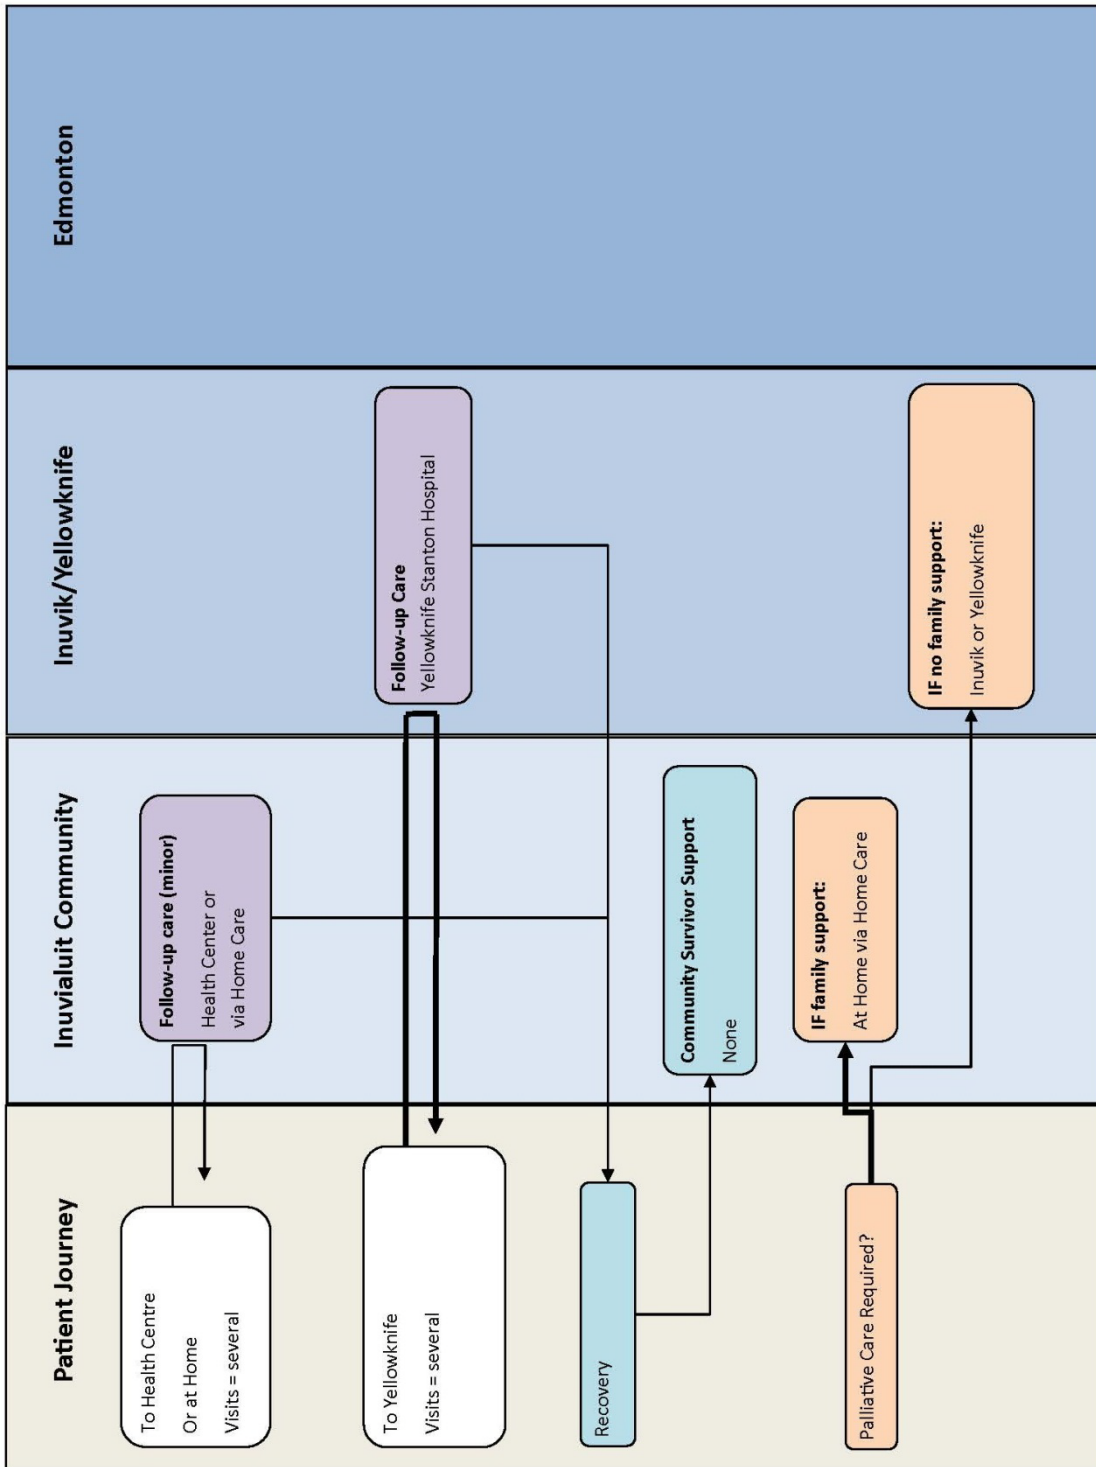 Patient Journey
Inuvialuit Community
Inuvik/Yellowknife
Edmonton
To Health Centre
Or at Home
Visits = several
Follow-up care (minor)
Health Center or
via Home Care
To Yellowknife
Visits = several
Follow-up Care
Yellowknife Stanton Hospital
Recovery
Community Survivor Support
None
Palliative Care Required?
IF family support:
At Home via Home Care
IF no family support:
Inuvik or Yellowknife